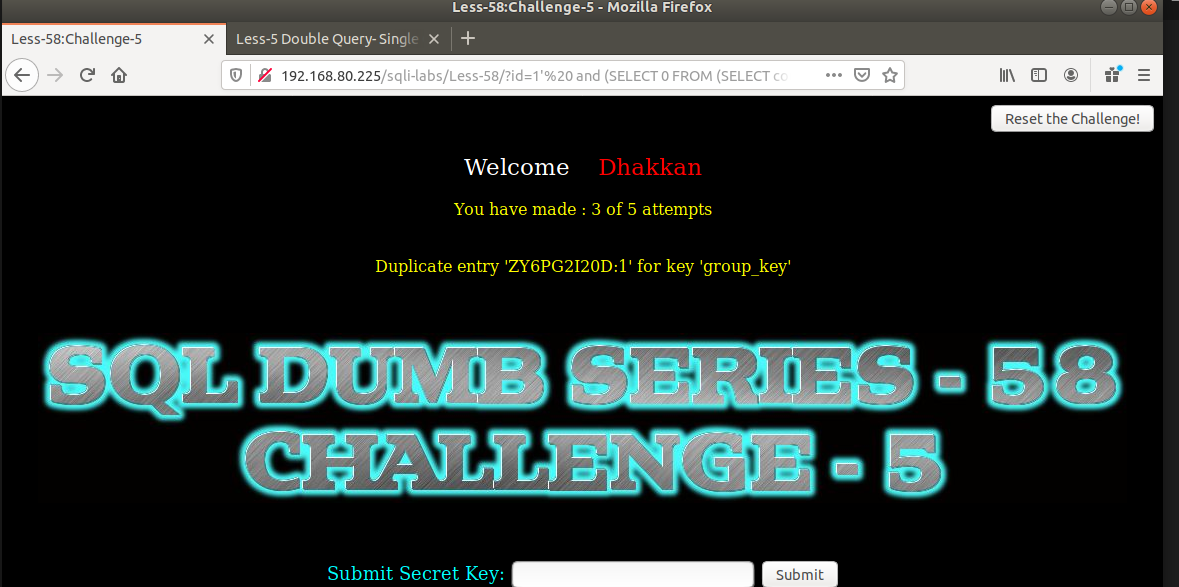 Less-58:Challenge-5 - Mozilla Firefox
Less-58:Challenge-5 Less-5 Double Query- Single
192.168.80.225/sqli-labs/Less-58/?id=1'%20 and (SELECT 0 FROM (SELECT co
Reset the Challenge!
Welcome Dhakkan
You have made : 3 of 5 attempts
Duplicate entry 'ZY6PG2I20D:1' for key 'group_key'
SQL DUMB SERIES - 58
CHALLENGE - 5
Submit Secret Key: Submit